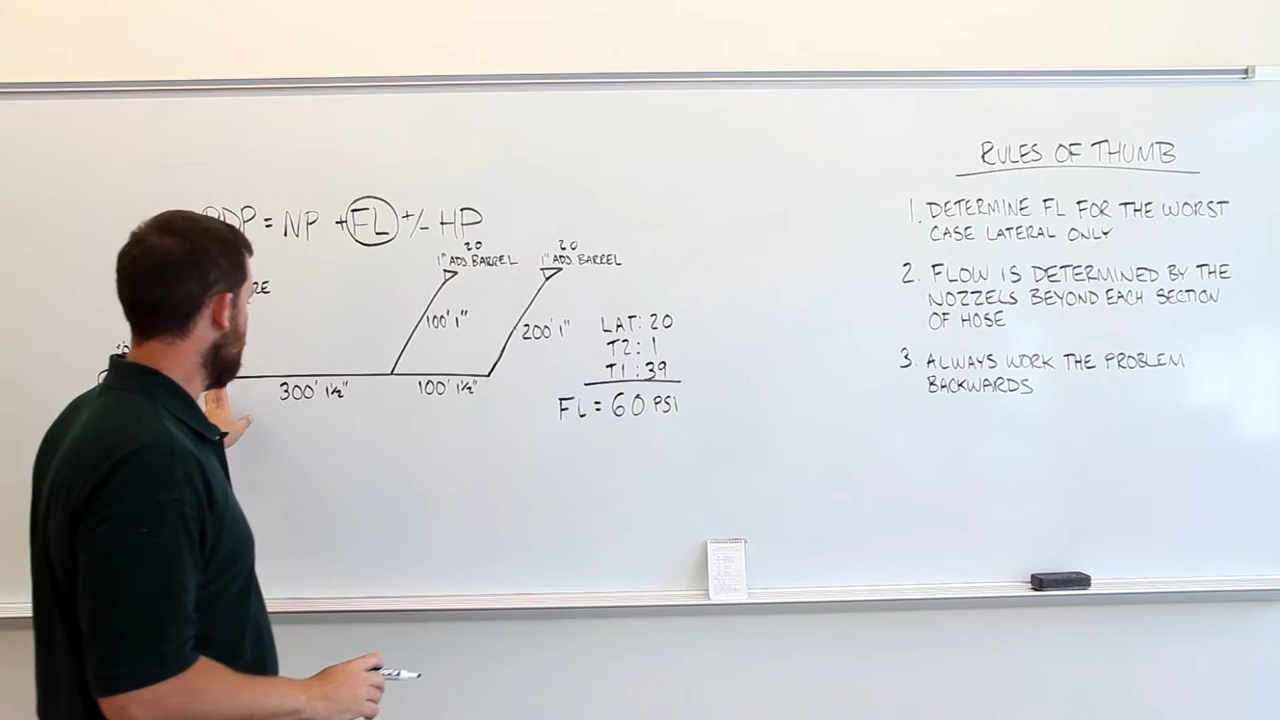 PDP = NP + FL +/- HP
20
1" ADJ. BARREL
20
1" ADJ. BARREL
100' 1"
200' 1"
300' 1½"
100' 1½"
LAT: 20
T2: 1
T1: 39
FL = 60 PSI
RULES OF THUMB
1. DETERMINE FL FOR THE WORST
CASE LATERAL ONLY
2. FLOW IS DETERMINED BY THE
NOZZELS BEYOND EACH SECTION
OF HOSE
3. ALWAYS WORK THE PROBLEM
BACKWARDS